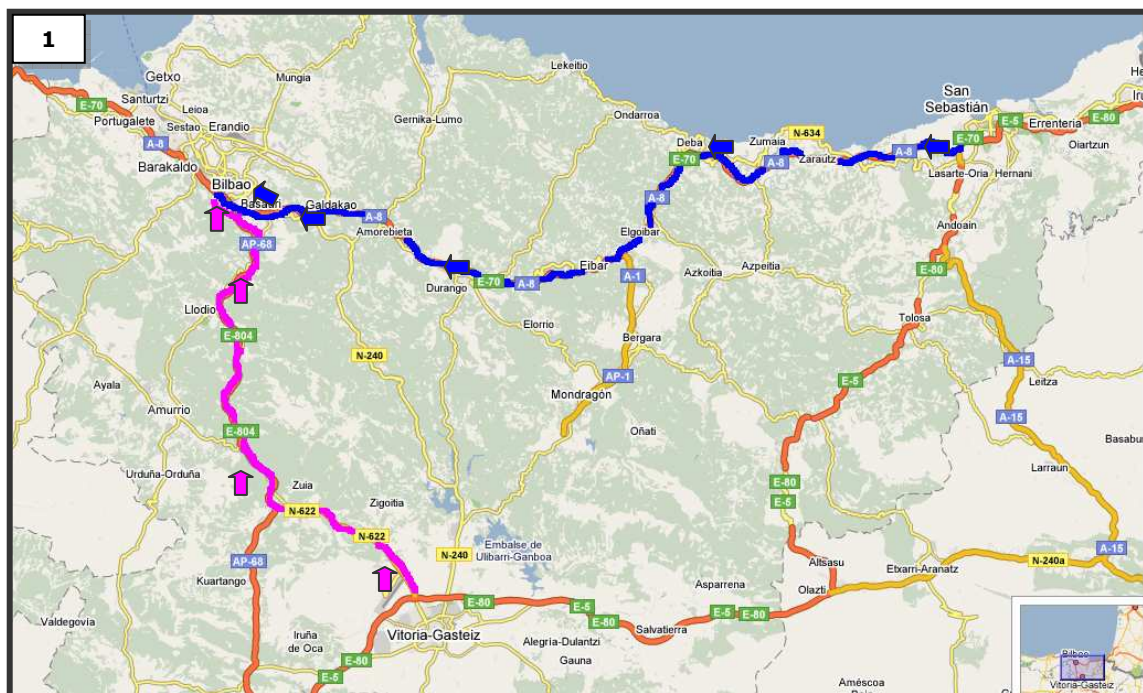 1
Getxo
Mungia
Lekeitio
Santurtzi
E-70
Leioa
Portugalete
Sestao
Erandio
Gernika-Lumo
Ondarroa
San
Sebastián
E-5
Errenteria
E-80
Oiartzun
A-8
Barakaldo
Bilbao
Deba
E-70
Zumaia
N-634
A-8
Zarautz
A-8
E-70
Lasarte-Oria
Hernani
Basauri
Galdakao
A-8
Amorebieta
A-8
Elgoibar
Andoain
AP-68
Eibar
A-1
Azkoitia
Azpeitia
E-80
Durango
E-70
A-8
Llodio
Elorrio
Tolosa
E-804
Bergara
N-240
A-15
AP-1
E-5
Leitza
Ayala
Mondragón
Amurrio
A-15
E-804
Oñati
Urduña-Orduña
Larraun
Zuia
Zigoitia
E-80
E-5
N-622
N-622
Embalse de
Ulibarri-Ganboa
A-15
AP-68
N-240
Altsasu
N-240a
Kuartango
Asparrena
Etxarri-Aranatz
Olazti
E-80
E-5
E-5
E-80
Valdegovía
Iruña
de Oca
Vitoria-Gasteiz
E-80
Salvatierra
Alegría-Dulantzi
E-80
Gauna
E-5
AP-68
Améscoa
Bilbao
Vitoria-Gasteiz